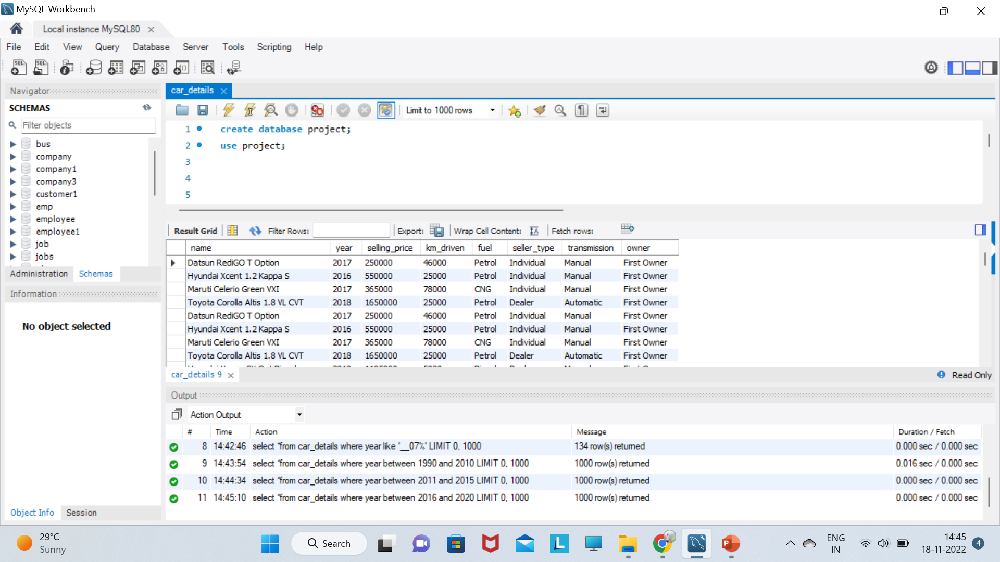 MySQL Workbench
Local instance MySQL80
File Edit View Query Database Server Tools Scripting Help
Navigator
SCHEMAS
Filter objects
bus
company
company1
company3
customer1
emp
employee
employee1
job
jobs
Administration Schemas
Information
No object selected
Object Info Session
car_details
Limit to 1000 rows
1 create database project;
2 use project;
3
4
5
Result Grid Filter Rows: Export: Wrap Cell Content: Fetch rows:
name year selling_price km_driven fuel seller_type transmission owner
Datsun RediGO T Option 2017 250000 46000 Petrol Individual Manual First Owner
Hyundai Xcent 1.2 Kappa S 2016 550000 25000 Petrol Individual Manual First Owner
Maruti Celerio Green VXI 2017 365000 78000 CNG Individual Manual First Owner
Toyota Corolla Altis 1.8 VL CVT 2018 1650000 25000 Petrol Dealer Automatic First Owner
Datsun RediGO T Option 2017 250000 46000 Petrol Individual Manual First Owner
Hyundai Xcent 1.2 Kappa S 2016 550000 25000 Petrol Individual Manual First Owner
Maruti Celerio Green VXI 2017 365000 78000 CNG Individual Manual First Owner
Toyota Corolla Altis 1.8 VL CVT 2018 1650000 25000 Petrol Dealer Automatic First Owner
car_details 9 Read Only
Output
Action Output
# Time Action Message Duration / Fetch
8 14:42:46 select *from car_details where year like '__07%' LIMIT 0, 1000 134 row(s) returned 0.000 sec / 0.000 sec
9 14:43:54 select *from car_details where year between 1990 and 2010 LIMIT 0, 1000 1000 row(s) returned 0.016 sec / 0.000 sec
10 14:44:34 select *from car_details where year between 2011 and 2015 LIMIT 0, 1000 1000 row(s) returned 0.000 sec / 0.000 sec
11 14:45:10 select *from car_details where year between 2016 and 2020 LIMIT 0, 1000 1000 row(s) returned 0.000 sec / 0.000 sec
29°C
Sunny
Search
ENG
IN
14:45
18-11-2022
4